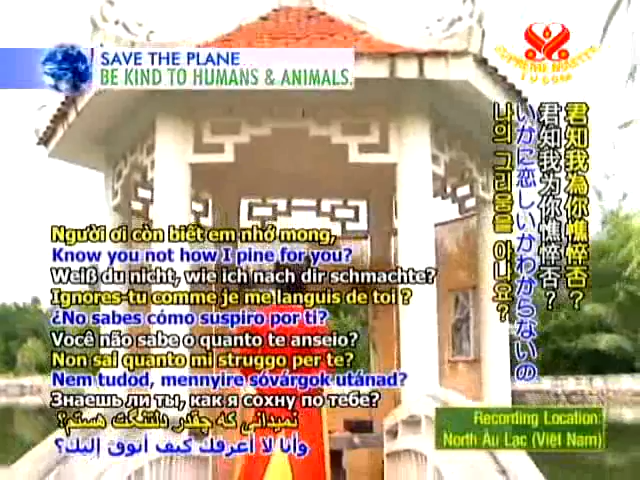 SAVE THE PLANE
BE KIND TO HUMANS & ANIMALS.
SUPREME MASTER
TV.COM
君知我為你憔悴否？
君知我为你憔悴否？
いかに恋しいかわからないの
나의 그리움을 아나요?
Người ơi còn biết em nhớ mong,
Know you not how I pine for you?
Weiß du nicht, wie ich nach dir schmachte?
Ignores-tu comme je me languis de toi ?
¿No sabes cómo suspiro por ti?
Você não sabe o quanto te anseio?
Non sai quanto mi struggo per te?
Nem tudod, mennyire sóvárgok utánad?
Знаешь ли ты, как я сохну по тебе?
نمیدانی که چقدر دلتنگت هستم؟
وأنا لا أعرفك كيف أتوق إليك؟
Recording Location:
North Âu Lạc (Việt Nam)